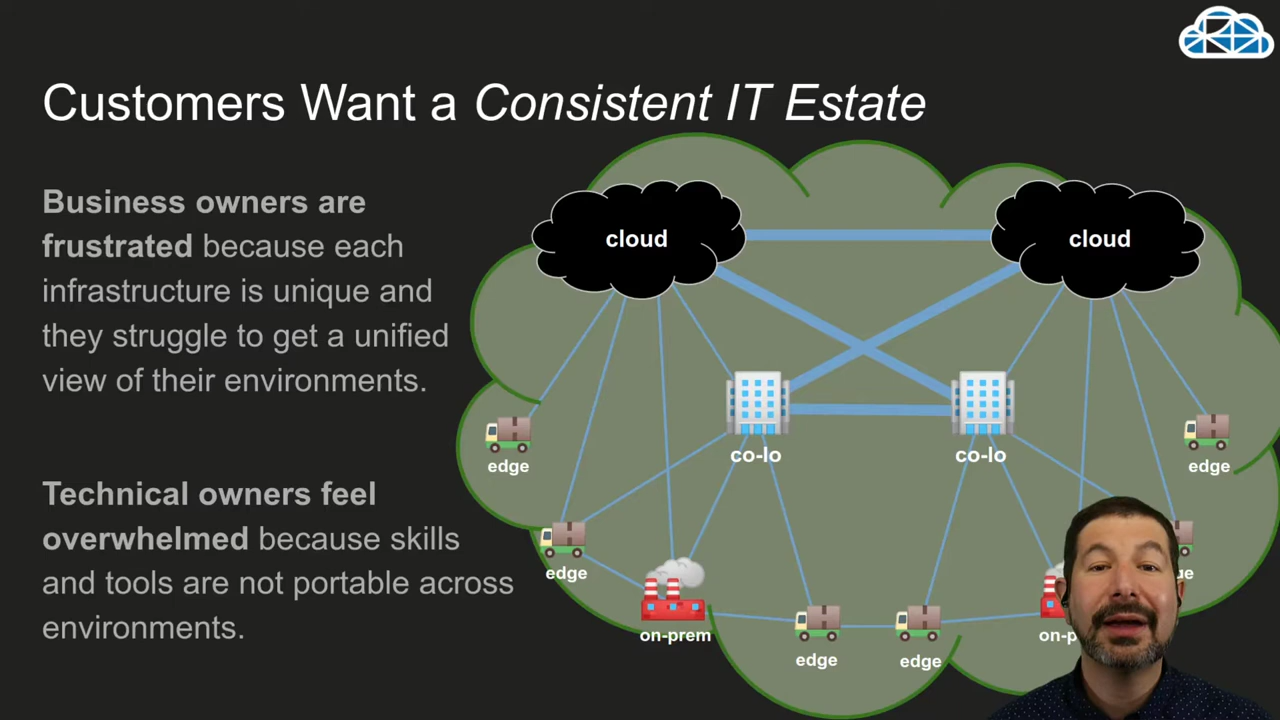 Customers Want a Consistent IT Estate
Business owners are
frustrated because each
infrastructure is unique and
they struggle to get a unified
view of their environments.
Technical owners feel
overwhelmed because skills
and tools are not portable across
environments.
cloud
cloud
co-lo
co-lo
edge
edge
edge
on-prem
on-p
edge
edge